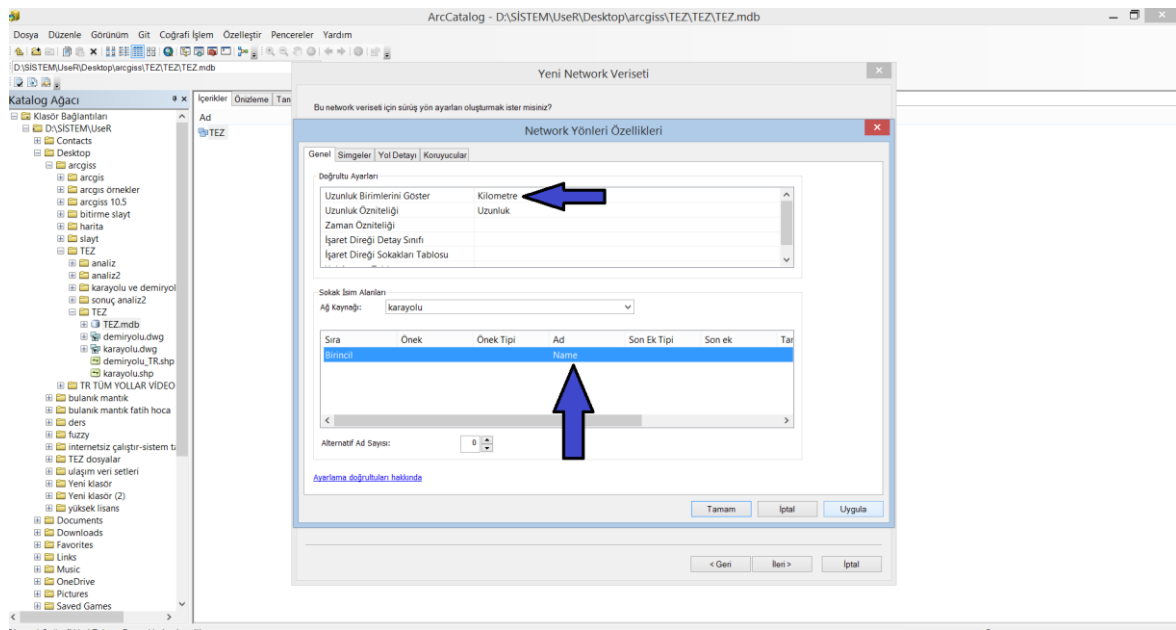 ArcCatalog - D:\SİSTEM\UseR\Desktop\arcgiss\TEZ\TEZ\TEZ.mdb
Dosya Düzenle Görünüm Git Coğrafi İşlem Özelleştir Pencereler Yardım
D:\SİSTEM\UseR\Desktop\arcgiss\TEZ\TEZ\TEZ.mdb
Katalog Ağacı
Klasör Bağlantıları
D:\SİSTEM\UseR
Contacts
Desktop
arcgiss
arcgis
arcgıs örnekler
arcgiss 10.5
bitirme slayt
harita
slayt
TEZ
analiz
analiz2
karayolu ve demiryol
sonuç analiz2
TEZ
TEZ.mdb
demiryolu.dwg
karayolu.dwg
demiryolu_TR.shp
karayolu.shp
TR TÜM YOLLAR VİDEO
bulanık mantık
bulanık mantık fatih hoca
ders
fuzzy
internetsiz çalıştır-sistem ta
TEZ dosyalar
ulaşım veri setleri
Yeni klasör
Yeni klasör (2)
yüksek lisans
Documents
Downloads
Favorites
Links
Music
OneDrive
Pictures
Saved Games
İçerikler Önizleme Tan
Ad
TEZ
Yeni Network Veriseti
Bu network veriseti için sürüş yön ayarları oluşturmak ister misiniz?
Network Yönleri Özellikleri
Genel Simgeler Yol Detayı Koruyucular
Doğrultu Ayarları
Uzunluk Birimlerini Göster Kilometre
Uzunluk Özniteliği Uzunluk
Zaman Özniteliği
İşaret Direği Detay Sınıfı
İşaret Direği Sokakları Tablosu
Sokak İsim Alanları
Ağ Kaynağı: karayolu
Sıra Önek Önek Tipi Ad Son Ek Tipi Son ek Tar
Birincil Name
Alternatif Ad Sayısı: 0
Ayarlama doğrultuları hakkında
Tamam İptal Uygula
< Geri İleri > İptal